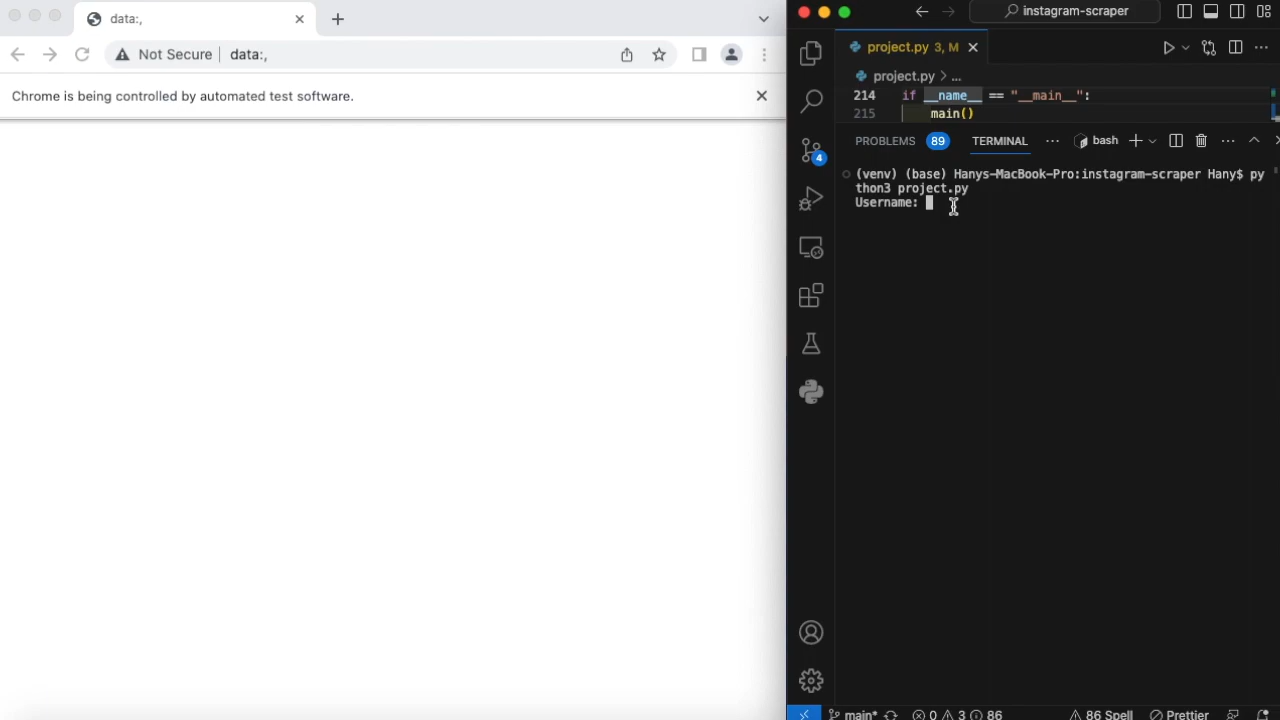 data:,
Not Secure
data:,
Chrome is being controlled by automated test software.
instagram-scraper
project.py 3, M
project.py > ...
214 if __name__ == "__main__":
215 main()
PROBLEMS 89 TERMINAL ... bash
4
(venv) (base) Hanys-MacBook-Pro:instagram-scraper Hany$ py
thon3 project.py
Username:
main* 0 3 86 86 Spell Prettier